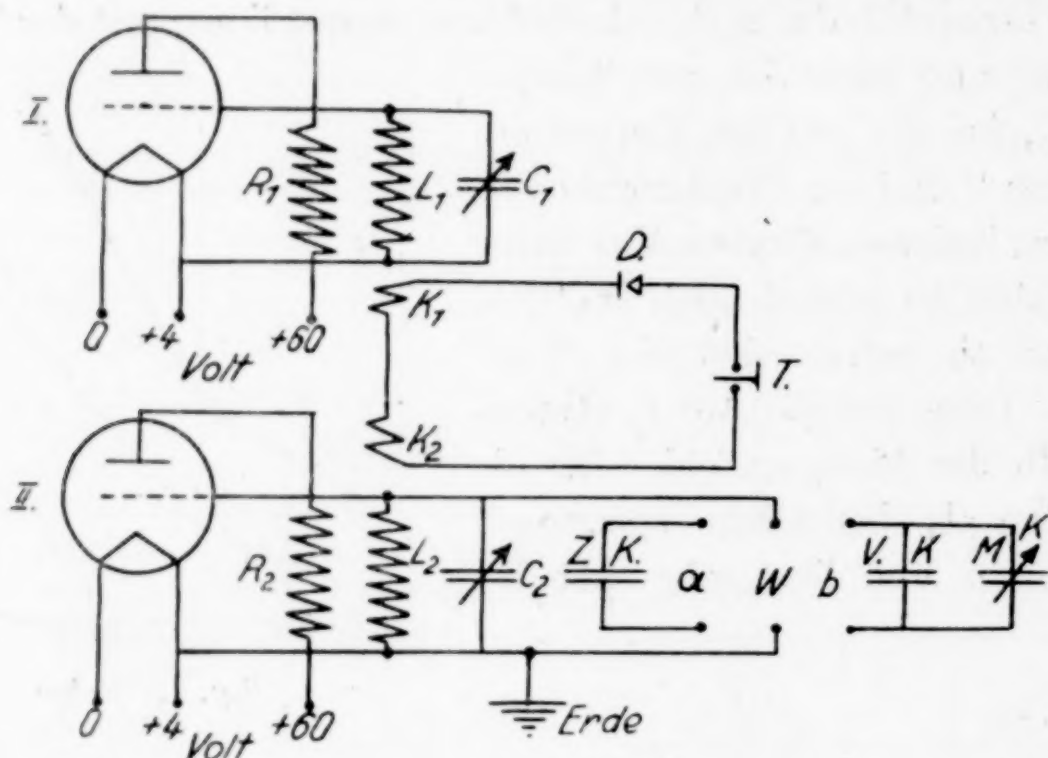 I.
R₁
L₁
C₁
0 +4 +60
Volt
D.
K₁
T.
K₂
II.
R₂
L₂
C₂
Z K. a W b V. K M K
0 +4 +60
Volt
Erde